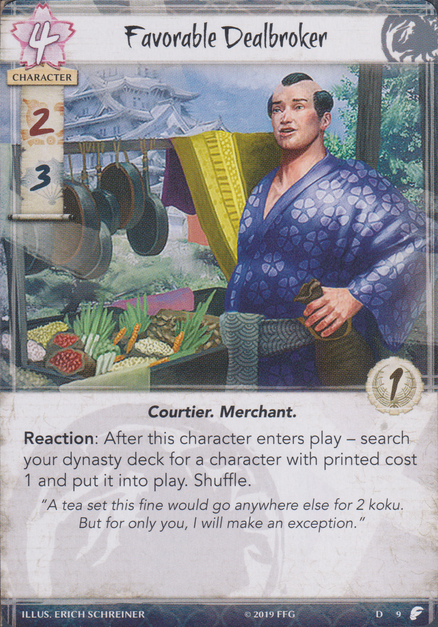 4
Favorable Dealbroker
CHARACTER
2
3
1
Courtier. Merchant.
Reaction: After this character enters play – search
your dynasty deck for a character with printed cost
1 and put it into play. Shuffle.
“A tea set this fine would go anywhere else for 2 koku.
But for only you, I will make an exception.”
ILLUS. ERICH SCHREINER © 2019 FFG D 9